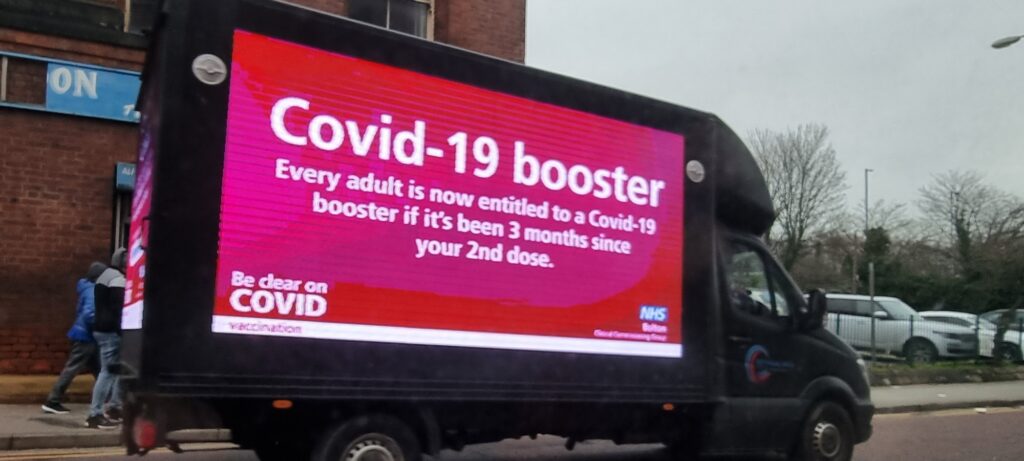 ON
Covid-19 booster
Every adult is now entitled to a Covid-19
booster if it's been 3 months since
your 2nd dose.
Be clear on
COVID
vaccination
NHS
Bolton
Clinical Commissioning Group